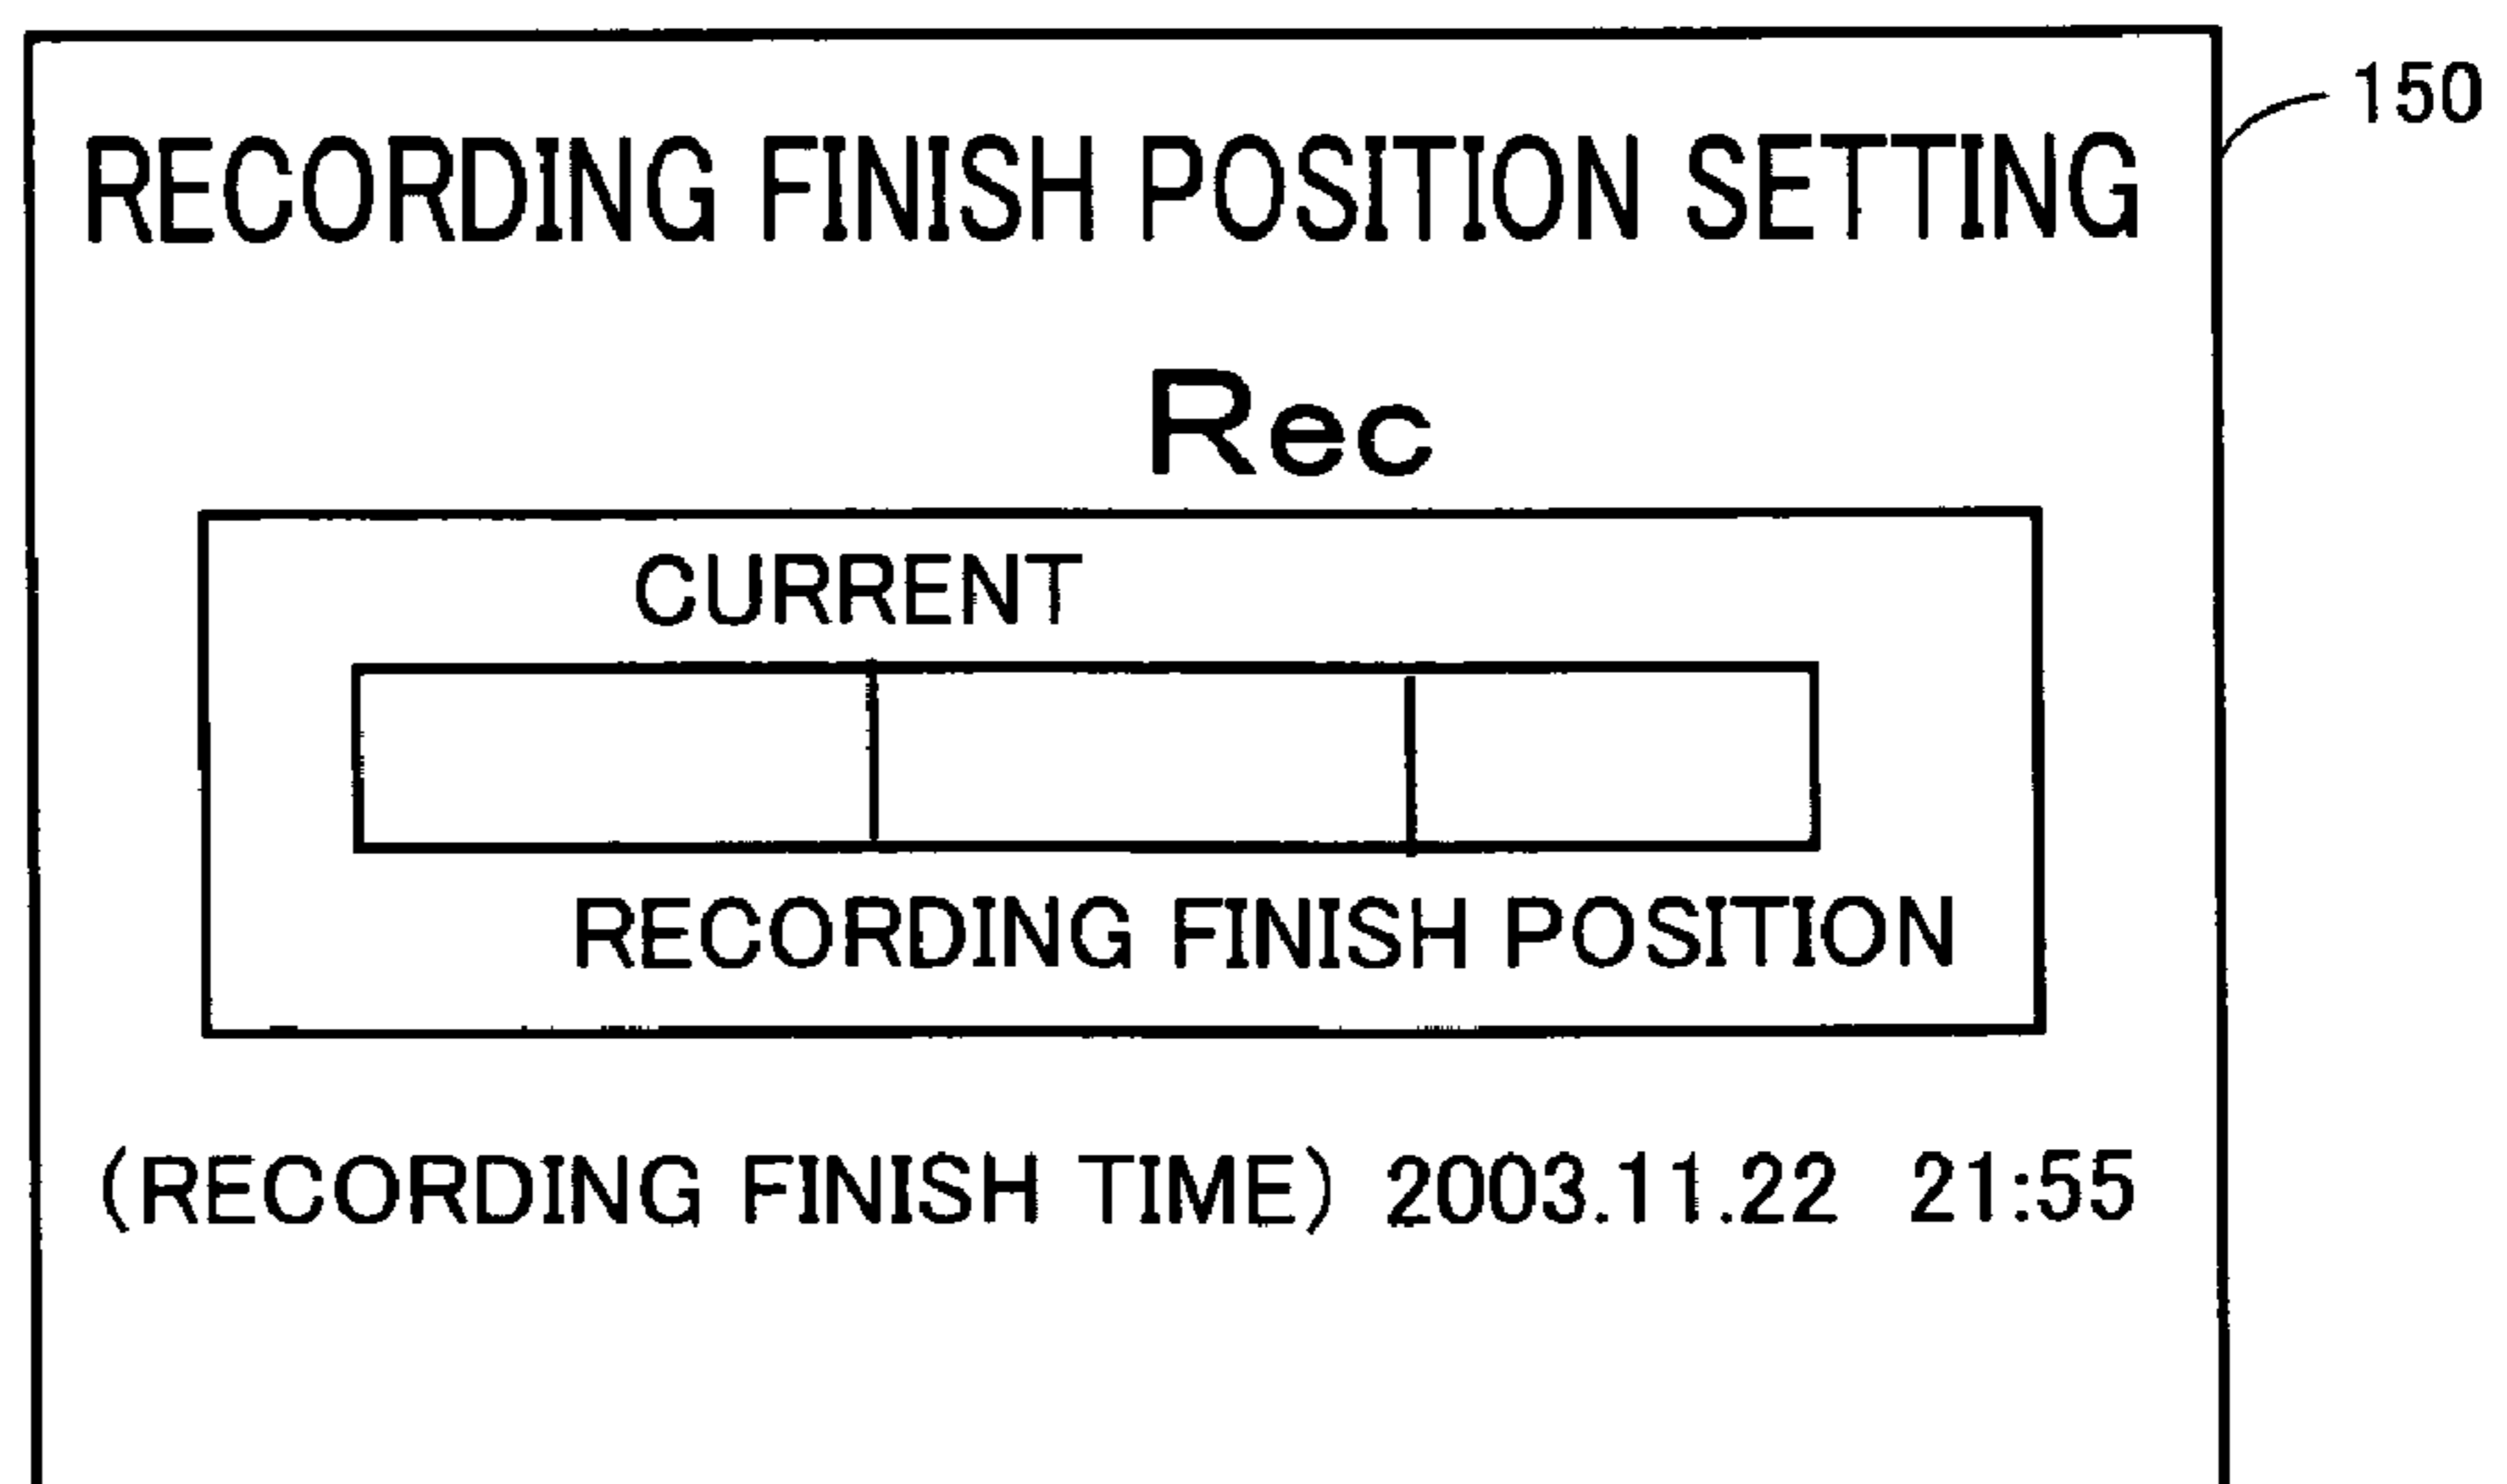 150
RECORDING FINISH POSITION SETTING
Rec
CURRENT
RECORDING FINISH POSITION
(RECORDING FINISH TIME) 2003.11.22 21:55